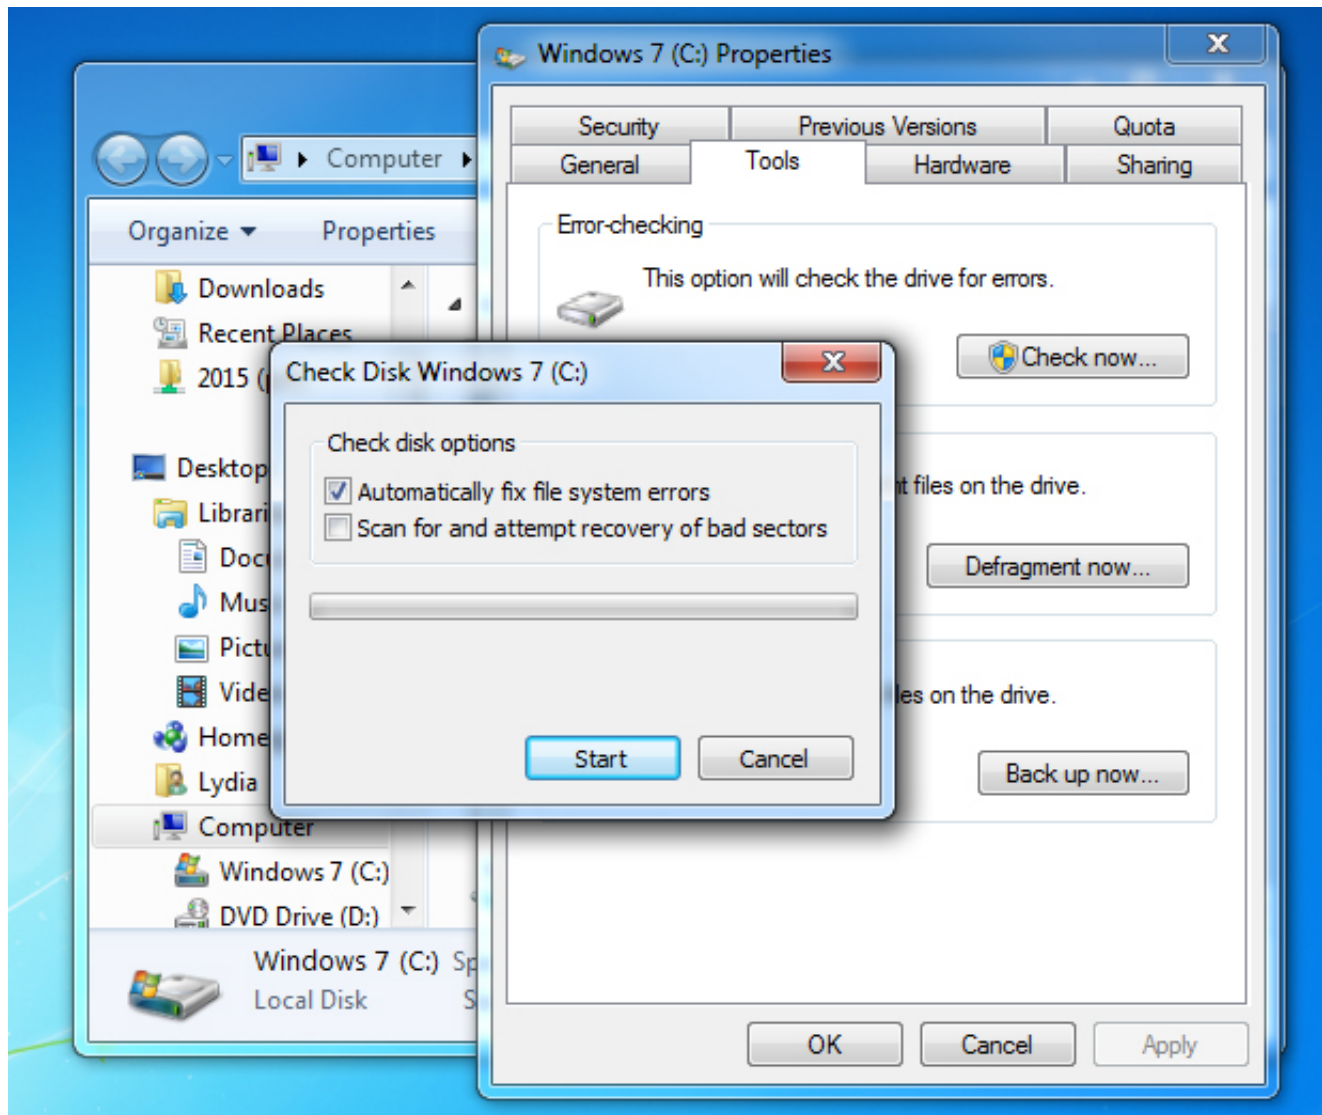 Windows 7 (C:) Properties
Security Previous Versions Quota
General Tools Hardware Sharing
Computer
Organize Properties
Downloads
Recent Places
2015
Desktop
Music
Home
Lydia
Computer
Windows 7 (C:)
DVD Drive (D:)
Windows 7 (C:)
Local Disk
Error-checking
This option will check the drive for errors.
Check now...
files on the drive.
Defragment now...
on the drive.
Back up now...
OK Cancel Apply
Check Disk Windows 7 (C:)
Check disk options
Automatically fix file system errors
Scan for and attempt recovery of bad sectors
Start Cancel